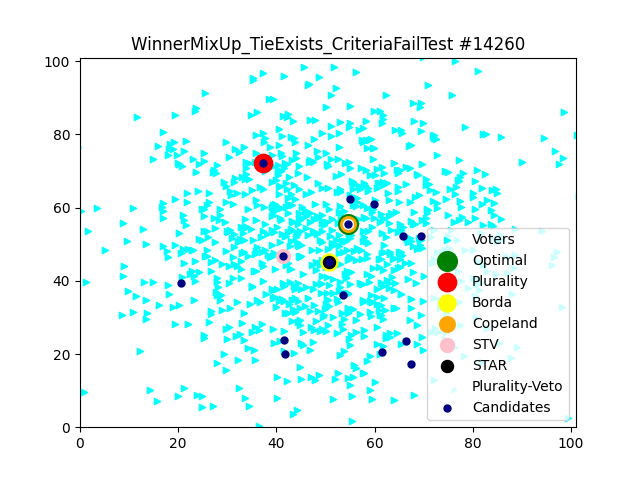 WinnerMixUp_TieExists_CriteriaFailTest #14260
100
80
60
40
20
0
0
20
40
60
80
100
Voters
Optimal
Plurality
Borda
Copeland
STV
STAR
Plurality-Veto
Candidates